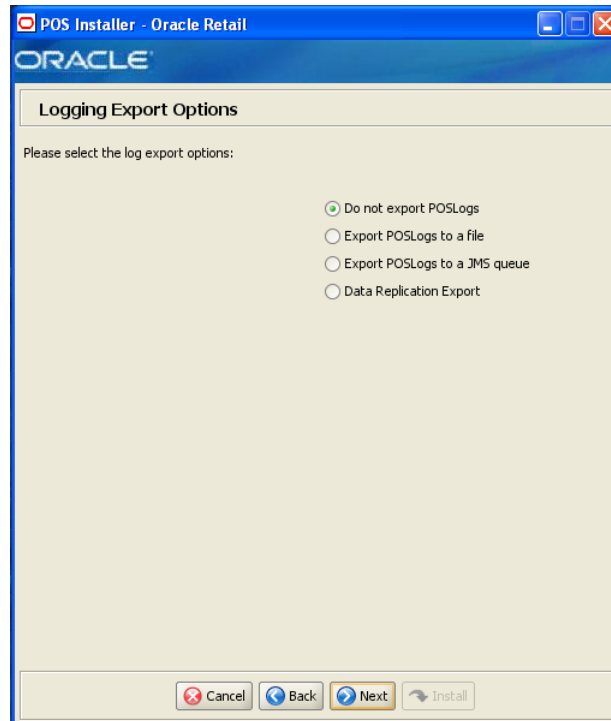 POS Installer - Oracle Retail
ORACLE
Logging Export Options
Please select the log export options:
Do not export POSLogs
Export POSLogs to a file
Export POSLogs to a JMS queue
Data Replication Export
Cancel Back Next Install